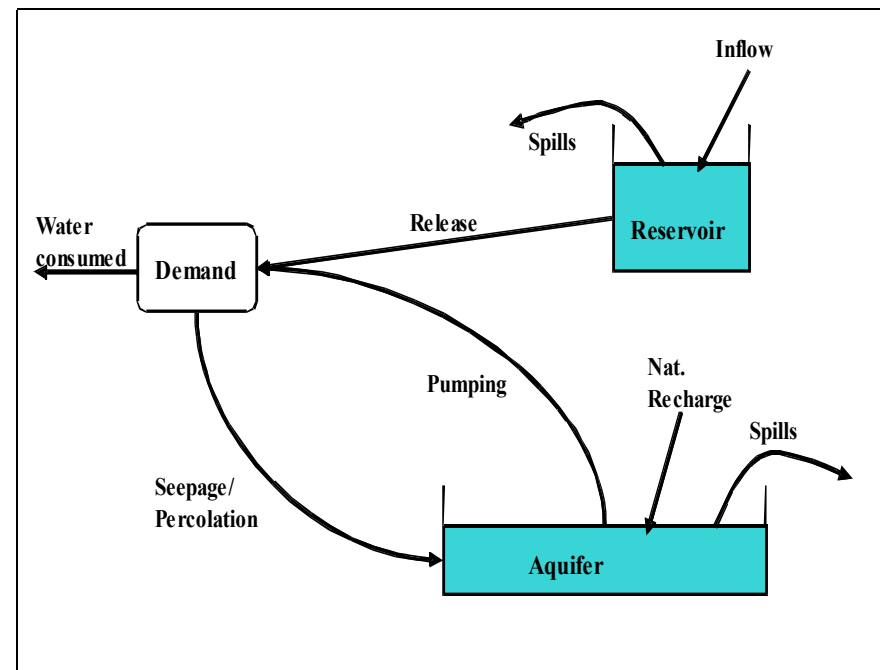 Inflow
Spills
Reservoir
Release
Water
consumed
Demand
Pumping
Nat.
Recharge
Spills
Seepage/
Percolation
Aquifer